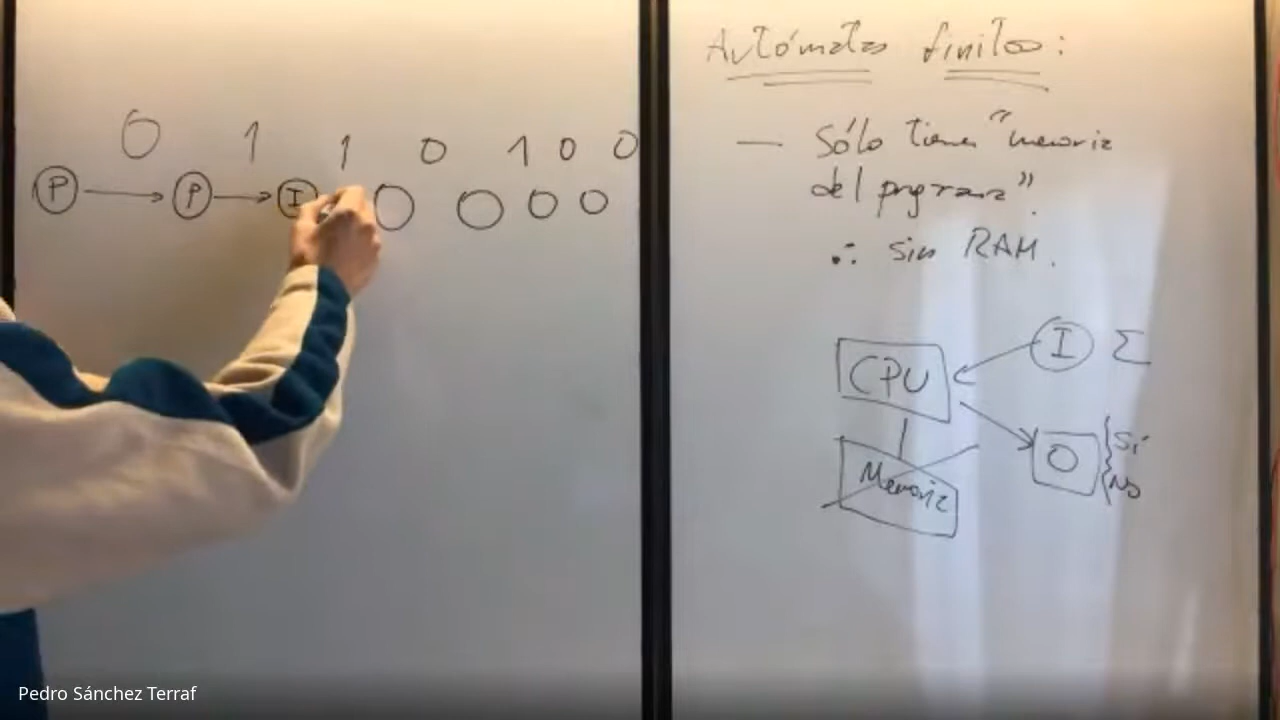 0 1 1 0 1 0 0
P P I
Autómatas finitos:
— Sólo tienen "memoria
del programa".
∴ sin RAM.
I Σ
CPU
O { Sí
No
Memoria
Pedro Sánchez Terraf